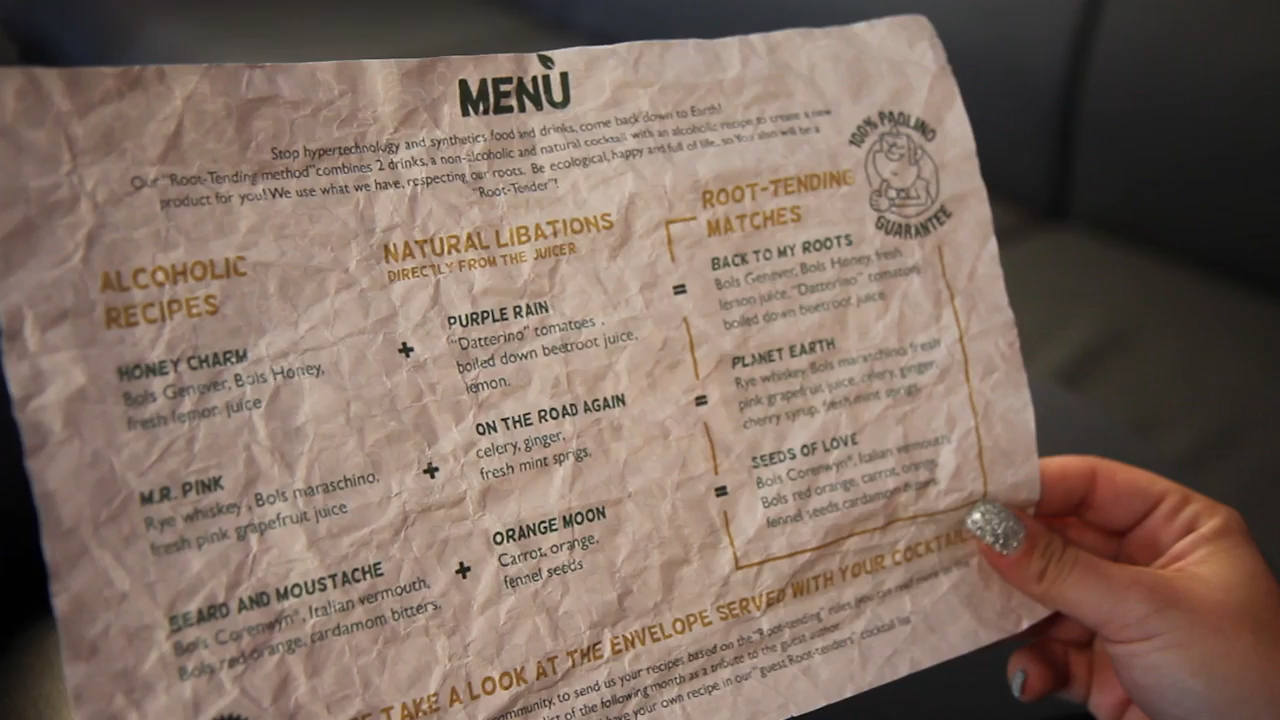 MENÙ
Stop hypertechnology and synthetics food and drinks, come back down to Earth!
Our "Root-Tending method" combines 2 drinks, a non-alcoholic and natural cocktail with an alcoholic recipe to create a new
product for you! We use what we have, respecting our roots. Be ecological, happy and full of life... so You also will be a
"Root-Tender"!
100% PAOLINO
GUARANTEE
ALCOHOLIC
RECIPES
HONEY CHARM
Bols Genever, Bols Honey,
fresh lemon juice
M.R. PINK
Rye whiskey, Bols maraschino,
fresh pink grapefruit juice
BEARD AND MOUSTACHE
Bols Corenwyn", Italian vermouth,
Bols red orange, cardamom bitters.
+
+
+
NATURAL LIBATIONS
DIRECTLY FROM THE JUICER
PURPLE RAIN
"Datterino" tomatoes,
boiled down beetroot juice,
lemon.
ON THE ROAD AGAIN
celery, ginger,
fresh mint sprigs.
ORANGE MOON
Carrot, orange,
fennel seeds
=
=
=
ROOT-TENDING
MATCHES
BACK TO MY ROOTS
Bols Genever, Bols Honey, fresh
lemon juice, "Datterino" tomatoes,
boiled down beetroot juice.
PLANET EARTH
Rye whiskey, Bols maraschino, fresh
pink grapefruit juice, celery, ginger,
cherry syrup, fresh mint sprigs.
SEEDS OF LOVE
Bols Corenwyn", Italian vermouth,
Bols red orange, carrot, orange,
fennel seeds, cardamom
TAKE A LOOK AT THE ENVELOPE SERVED WITH YOUR COCKTAIL
to send us your recipes based on the "Root-tending" rules (you can read more
of the following month as a tribute to the guest author.
have your own recipe in our "guest Root-tenders" cocktail list